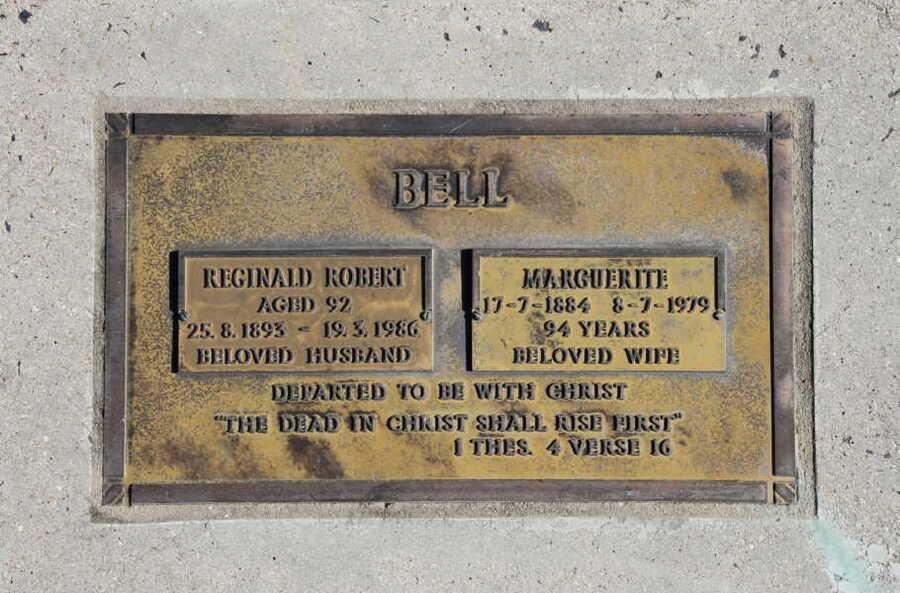 BELL
REGINALD ROBERT
AGED 92
25.8.1893 - 19.3.1986
BELOVED HUSBAND
MARGUERITE
17-7-1884 8-7-1979
94 YEARS
BELOVED WIFE
DEPARTED TO BE WITH CHRIST
"THE DEAD IN CHRIST SHALL RISE FIRST"
1 THES. 4 VERSE 16